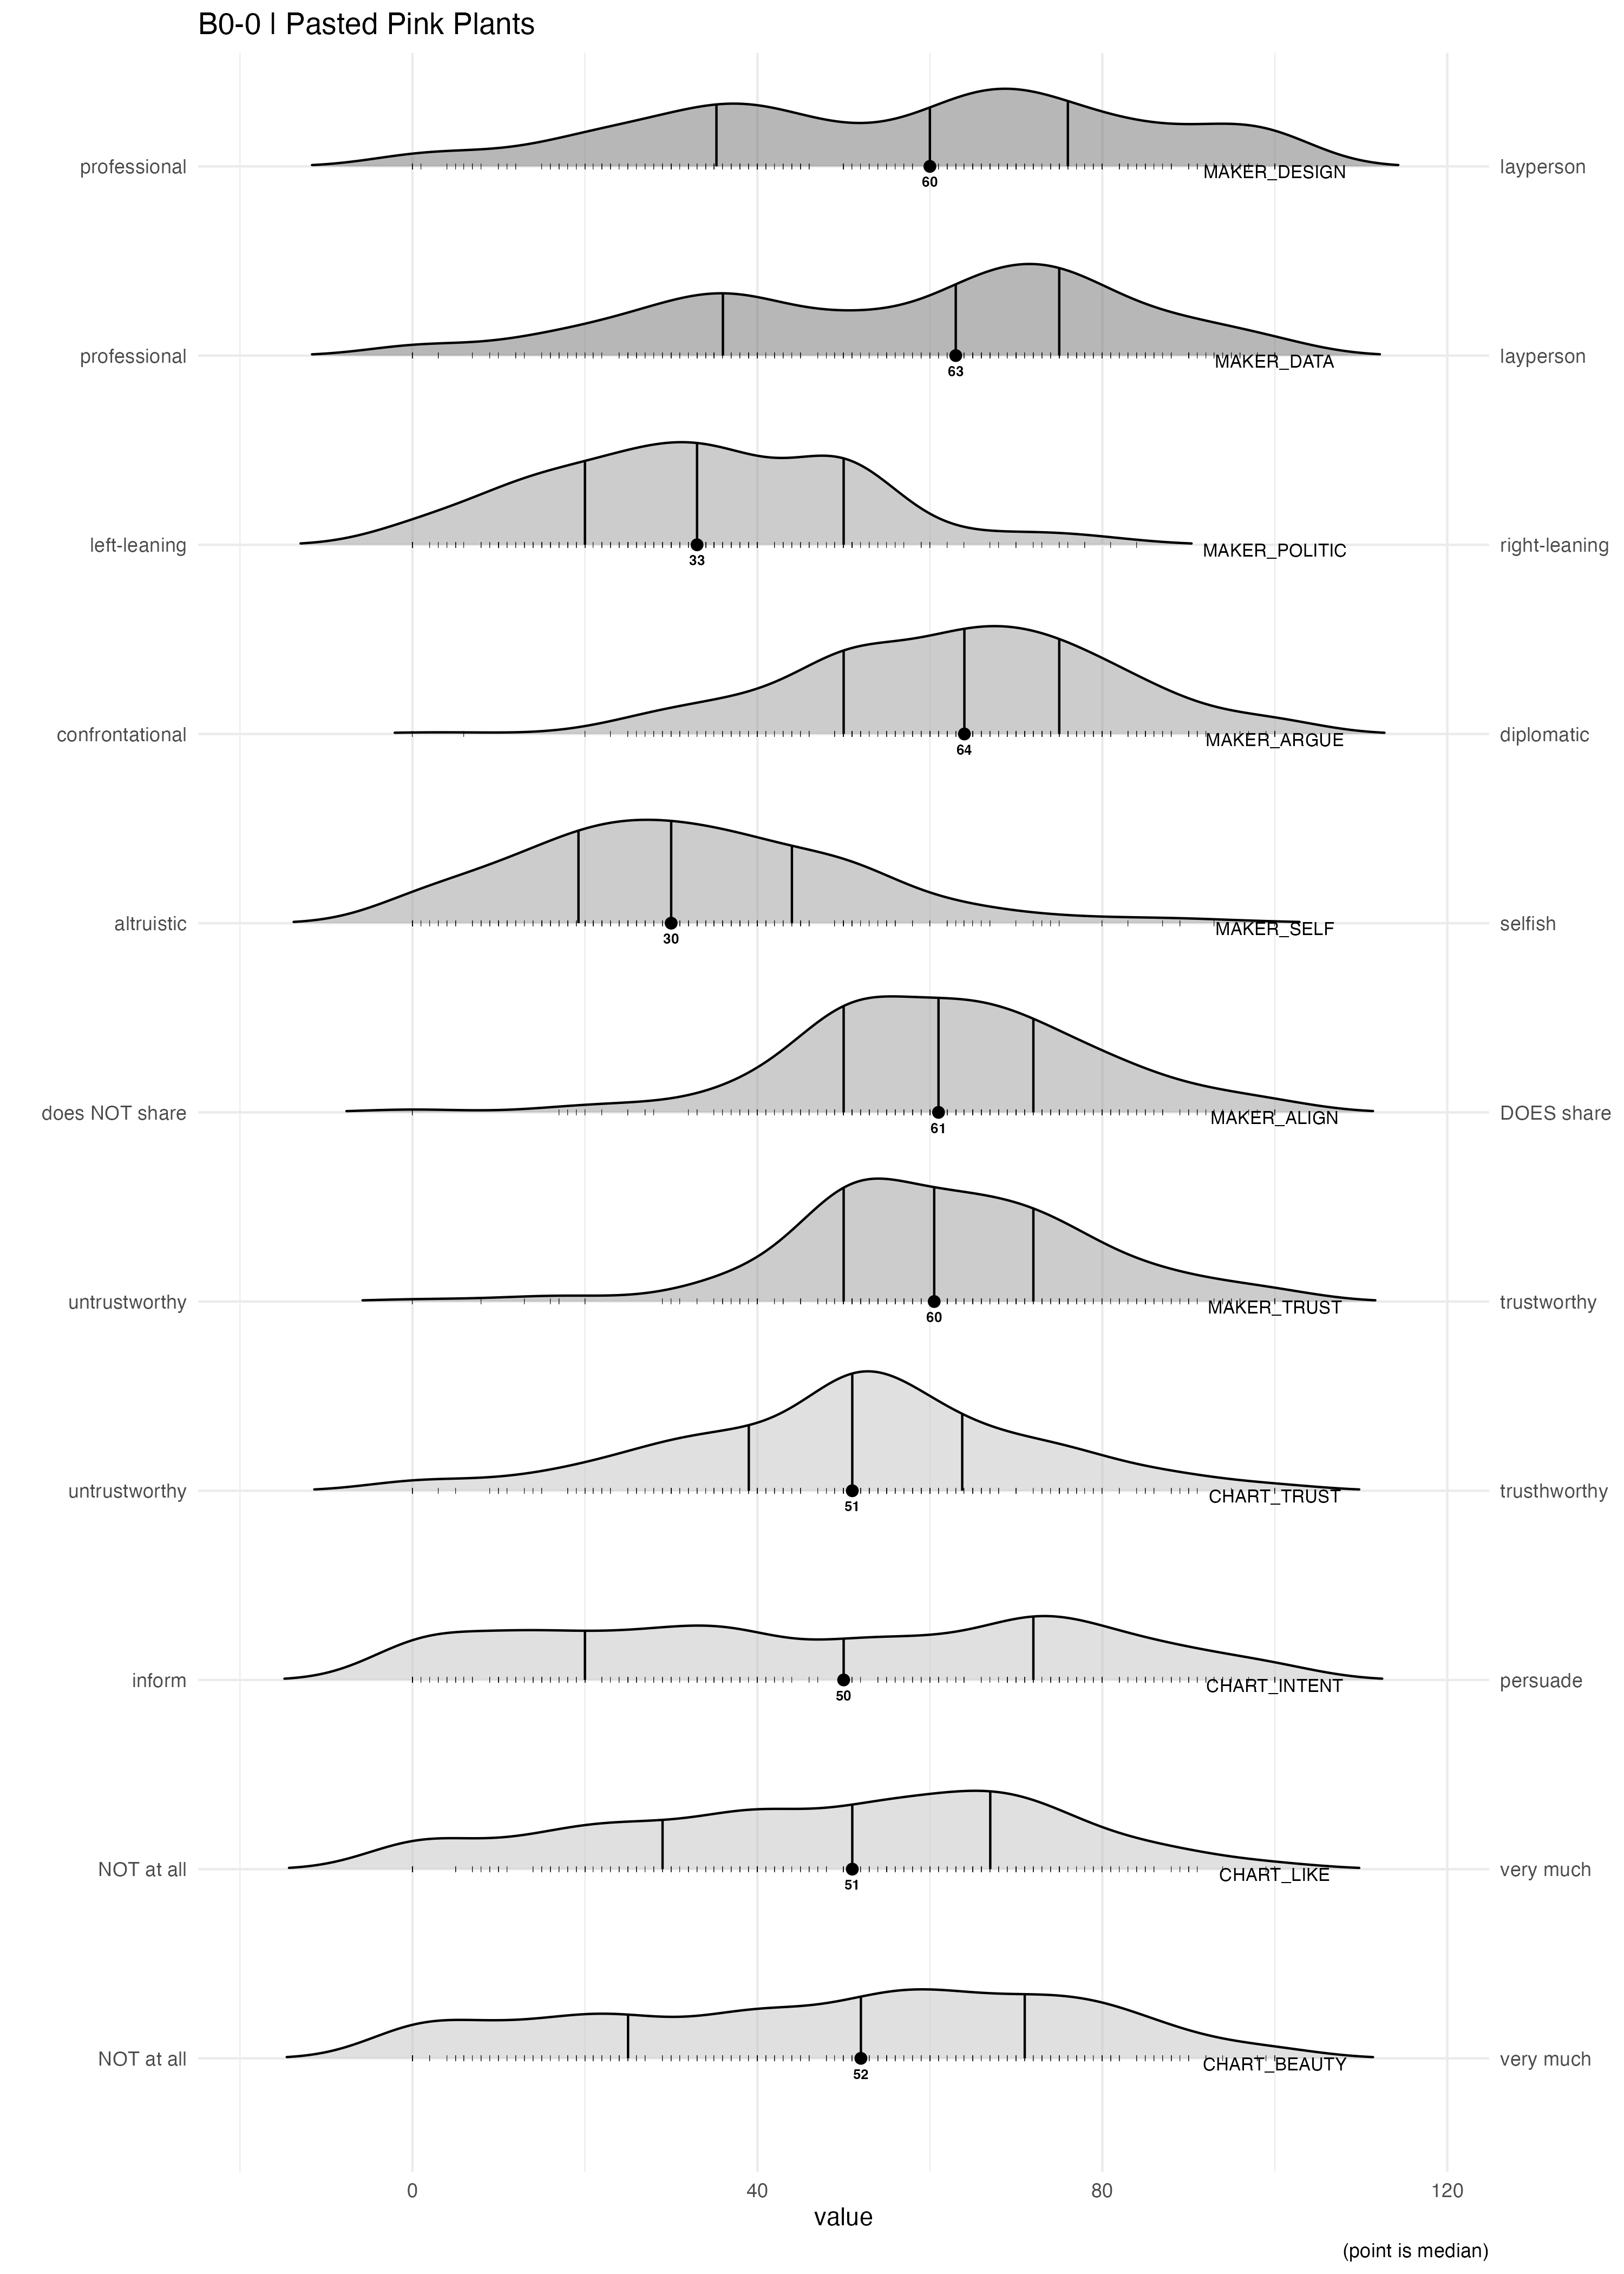 B0-0 | Pasted Pink Plants
professional MAKER_DESIGN layperson
60
professional MAKER_DATA layperson
63
left-leaning MAKER_POLITIC right-leaning
33
confrontational MAKER_ARGUE diplomatic
64
altruistic MAKER_SELF selfish
30
does NOT share MAKER_ALIGN DOES share
61
untrustworthy MAKER_TRUST trustworthy
60
untrustworthy CHART_TRUST trusthworthy
51
inform CHART_INTENT persuade
50
NOT at all CHART_LIKE very much
51
NOT at all CHART_BEAUTY very much
52
0 40 80 120
value
(point is median)